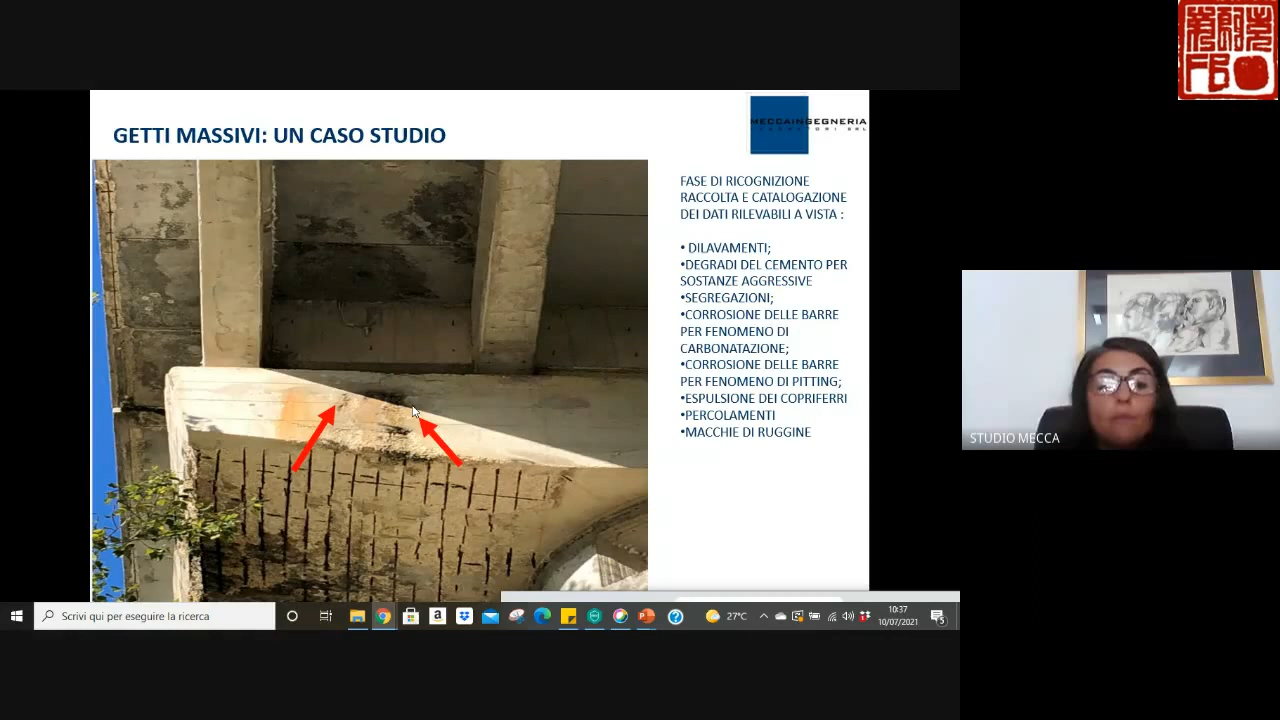 GETTI MASSIVI: UN CASO STUDIO
MECCAINGEGNERIA
FASE DI RICOGNIZIONE
RACCOLTA E CATALOGAZIONE
DEI DATI RILEVABILI A VISTA :
• DILAVAMENTI;
•DEGRADI DEL CEMENTO PER
SOSTANZE AGGRESSIVE
•SEGREGAZIONI;
•CORROSIONE DELLE BARRE
PER FENOMENO DI
CARBONATAZIONE;
•CORROSIONE DELLE BARRE
PER FENOMENO DI PITTING;
•ESPULSIONE DEI COPRIFERRI
•PERCOLAMENTI
•MACCHIE DI RUGGINE
STUDIO MECCA
Scrivi qui per eseguire la ricerca
27°C
10:37
10/07/2021
5